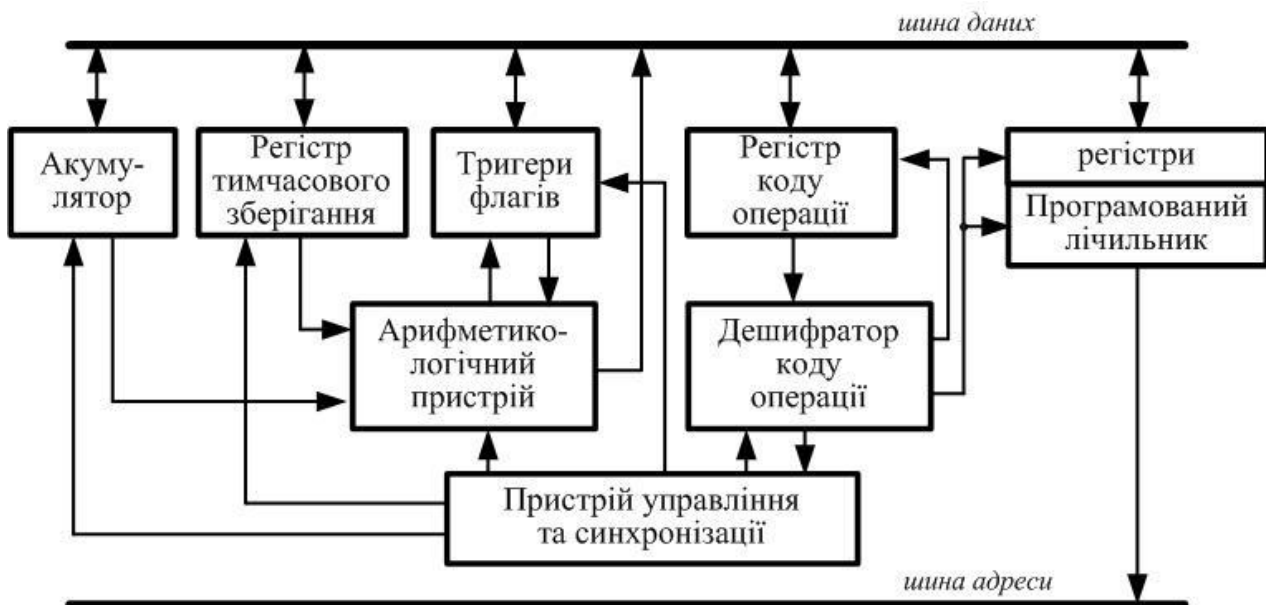 шина даних
Акуму-
лятор
Регістр
тимчасового
зберігання
Тригери
флагів
Регістр
коду
операції
регістри
Програмований
лічильник
Арифметико-
логічний
пристрій
Дешифратор
коду
операції
Пристрій управління
та синхронізації
шина адреси